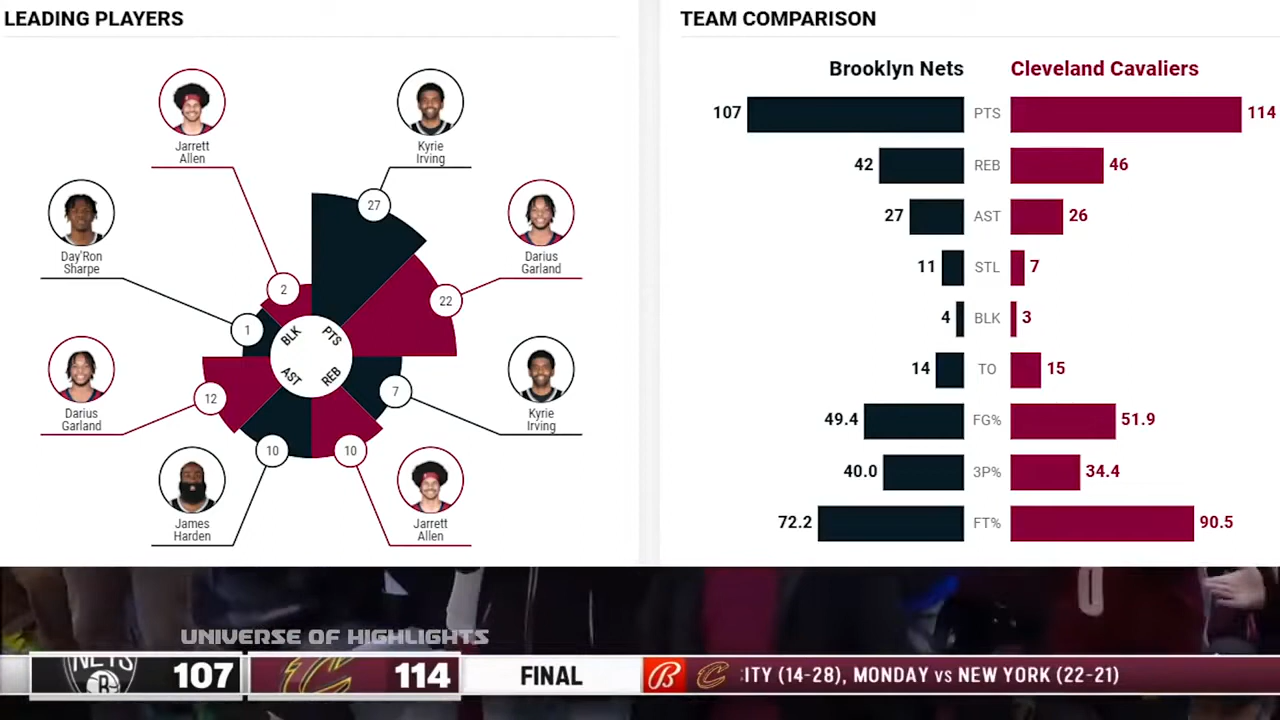 LEADING PLAYERS
Jarrett
Allen
Kyrie
Irving
27
Day'Ron
Sharpe
Darius
Garland
2
22
1
BLK
PTS
AST
REB
Darius
Garland
12
7
Kyrie
Irving
10
10
James
Harden
Jarrett
Allen
TEAM COMPARISON
Brooklyn Nets Cleveland Cavaliers
107 PTS 114
42 REB 46
27 AST 26
11 STL 7
4 BLK 3
14 TO 15
49.4 FG% 51.9
40.0 3P% 34.4
72.2 FT% 90.5
UNIVERSE OF HIGHLIGHTS
NETS B 107 C 114 FINAL B C ITY (14-28), MONDAY vs NEW YORK (22-21)